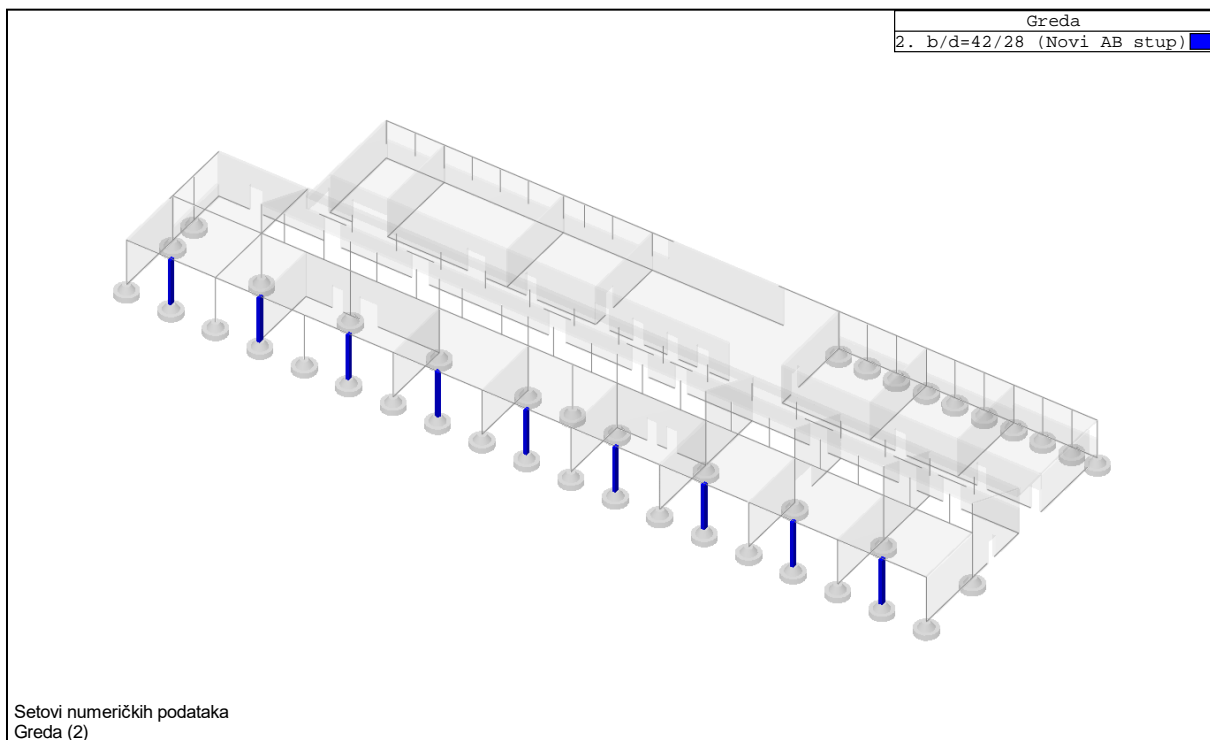 Greda
2. b/d=42/28 (Novi AB stup)
Setovi numeričkih podataka
Greda (2)